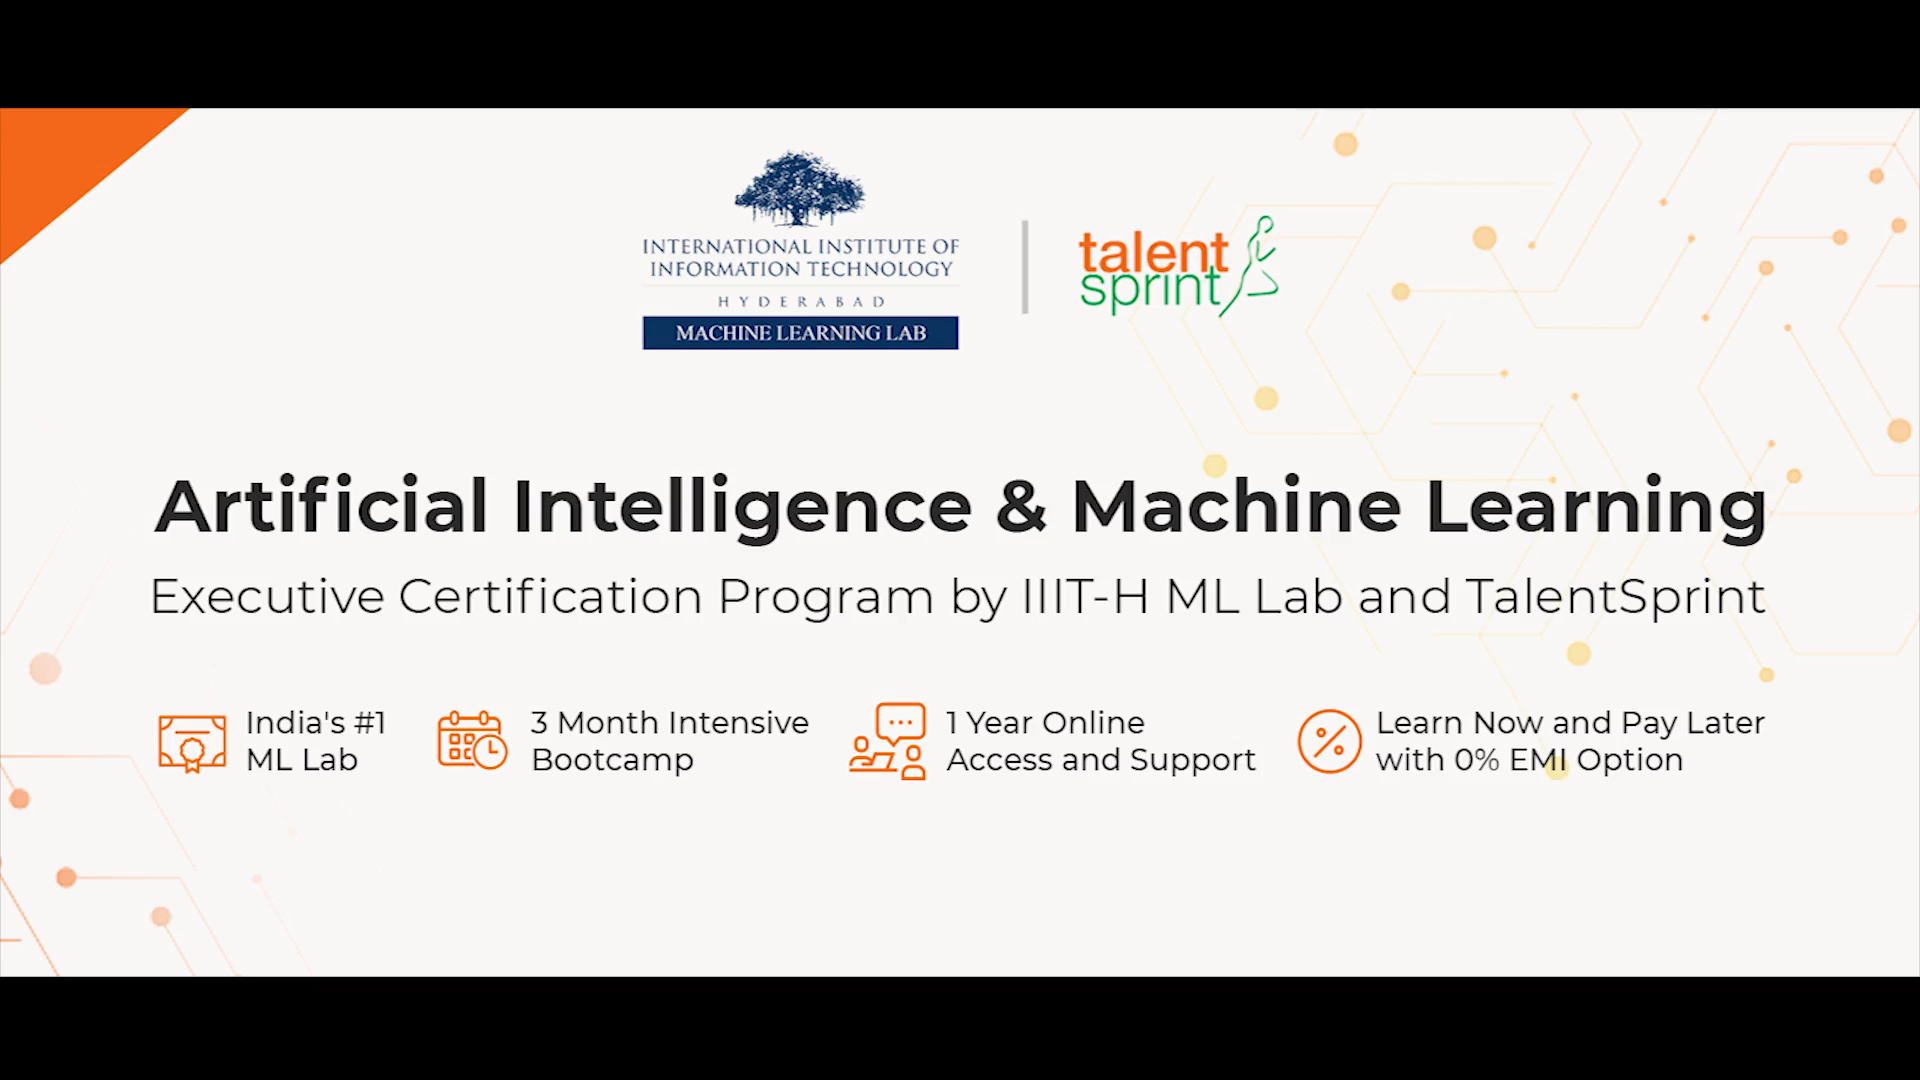 INTERNATIONAL INSTITUTE OF
INFORMATION TECHNOLOGY
HYDERABAD
MACHINE LEARNING LAB
talent
sprint
Artificial Intelligence & Machine Learning
Executive Certification Program by IIIT-H ML Lab and TalentSprint
India's #1
ML Lab
3 Month Intensive
Bootcamp
1 Year Online
Access and Support
Learn Now and Pay Later
with 0% EMI Option